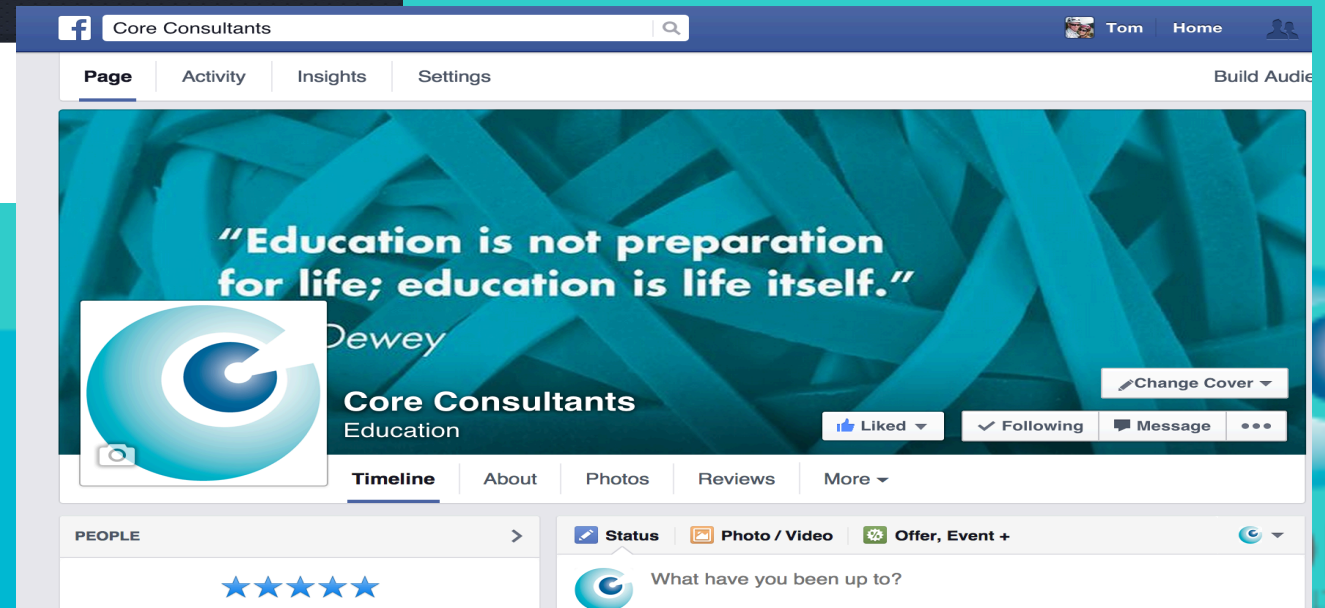 Core Consultants
Tom Home
Page Activity Insights Settings
“Education is not preparation
for life; education is life itself.”
Dewey
Core Consultants
Education
Change Cover
Liked Following Message
Timeline About Photos Reviews More
PEOPLE
Status Photo / Video Offer, Event +
What have you been up to?